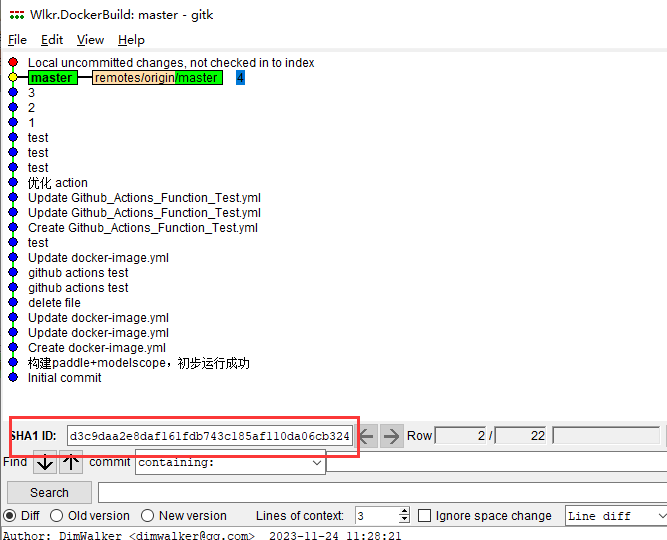 Wlkr.DockerBuild: master - gitk
File Edit View Help
Local uncommitted changes, not checked in to index
master remotes/origin/master 4
3
2
1
test
test
test
优化 action
Update Github_Actions_Function_Test.yml
Update Github_Actions_Function_Test.yml
Create Github_Actions_Function_Test.yml
test
Update docker-image.yml
github actions test
github actions test
delete file
Update docker-image.yml
Update docker-image.yml
Create docker-image.yml
构建paddle+modelscope，初步运行成功
Initial commit
SHA1 ID: d3c9daa2e8daf161fdb743c185af110da06cb324 Row 2 / 22
Find commit containing:
Search
Diff Old version New version Lines of context: 3 Ignore space change Line diff
Author: DimWalker <dimwalker@qq.com> 2023-11-24 11:28:21